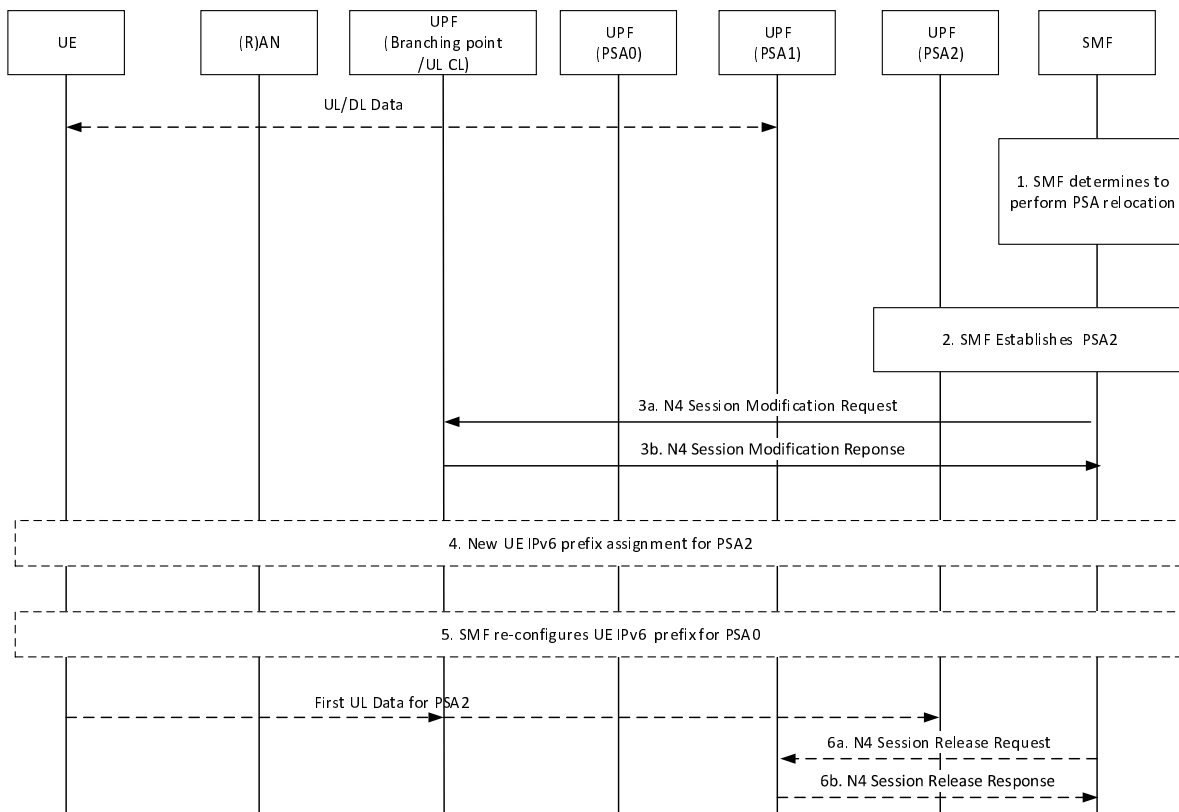 UE
(R)AN
UPF
(Branching point
/UL CL)
UPF
(PSA0)
UPF
(PSA1)
UPF
(PSA2)
SMF
UL/DL Data
1. SMF determines to
perform PSA relocation
2. SMF Establishes PSA2
3a. N4 Session Modification Request
3b. N4 Session Modification Reponse
4. New UE IPv6 prefix assignment for PSA2
5. SMF re-configures UE IPv6 prefix for PSA0
First UL Data for PSA2
6a. N4 Session Release Request
6b. N4 Session Release Response